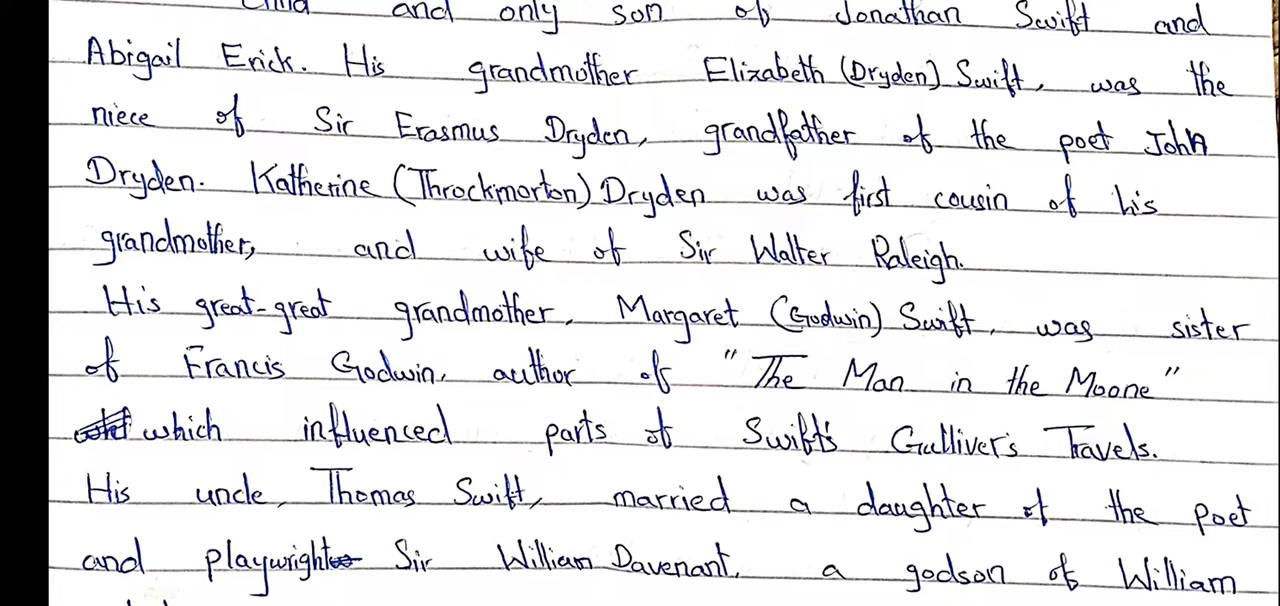 child and only son of Jonathan Swift and
Abigail Erick. His grandmother Elizabeth (Dryden) Swift, was the
niece of Sir Erasmus Dryden, grandfather of the poet John
Dryden. Katherine (Throckmorton) Dryden was first cousin of his
grandmother, and wife of Sir Walter Raleigh.
His great-great grandmother, Margaret (Godwin) Swift, was sister
of Francis Godwin, author of "The Man in the Moone"
which influenced parts of Swift's Gulliver's Travels.
His uncle, Thomas Swift, married a daughter of the poet
and playwright Sir William Davenant, a godson of William